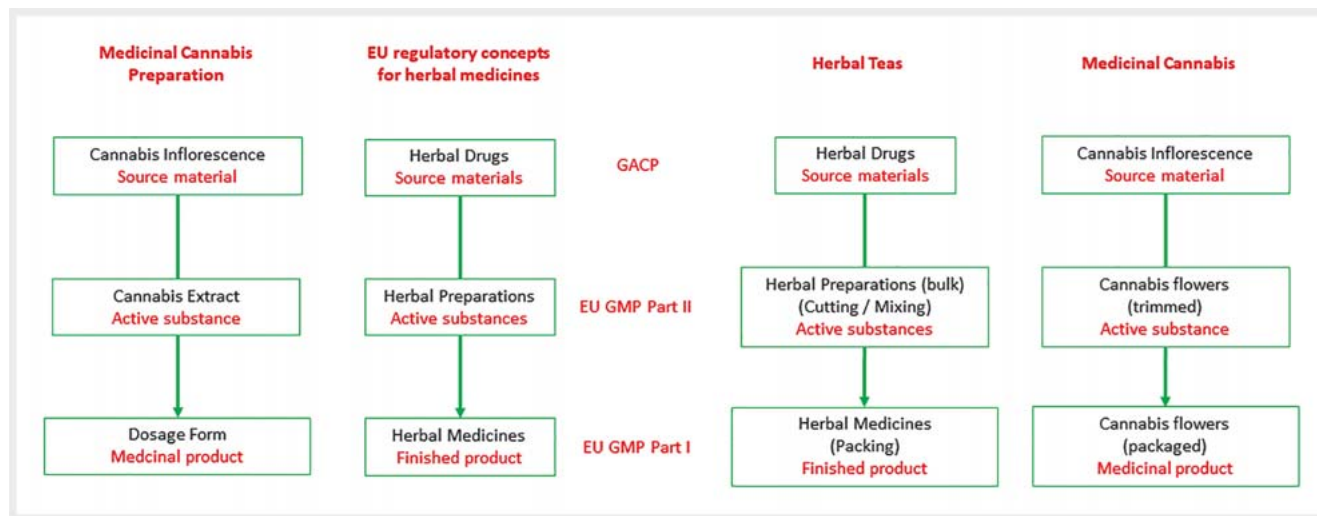 Medicinal Cannabis
Preparation
EU regulatory concepts
for herbal medicines
Herbal Teas
Medicinal Cannabis
Cannabis Inflorescence
Source material
Herbal Drugs
Source materials
GACP
Herbal Drugs
Source materials
Cannabis Inflorescence
Source material
Cannabis Extract
Active substance
Herbal Preparations
Active substances
EU GMP Part II
Herbal Preparations (bulk)
(Cutting / Mixing)
Active substances
Cannabis flowers
(trimmed)
Active substance
Dosage Form
Medcinal product
Herbal Medicines
Finished product
EU GMP Part I
Herbal Medicines
(Packing)
Finished product
Cannabis flowers
(packaged)
Medicinal product